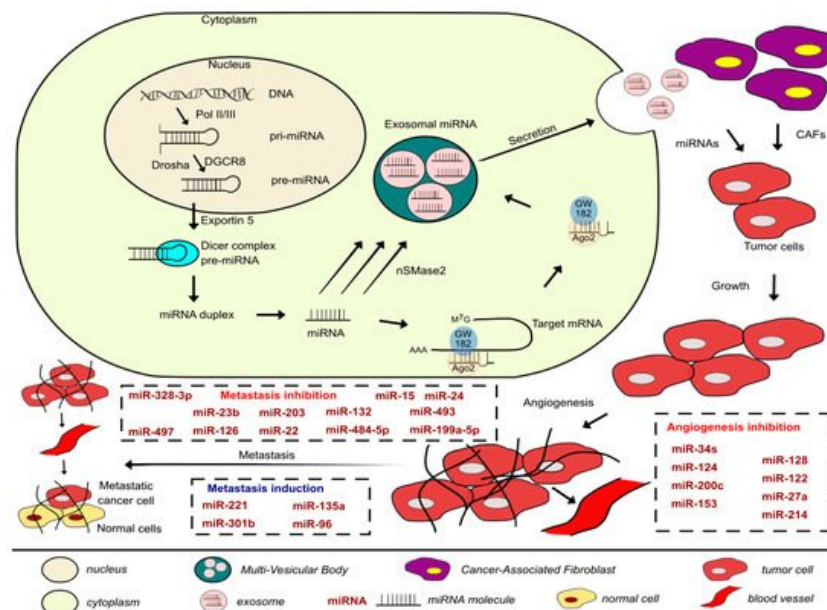 Cytoplasm
Nucleus
DNA
Pol II/III
pri-miRNA
Drosha
DGCR8
pre-miRNA
Exportin 5
Dicer complex
pre-miRNA
miRNA duplex
miRNA
nSMase2
Exosomal miRNA
Secretion
GW
182
Ago2
M7G
Target mRNA
AAA
GW
182
Ago2
miRNAs
CAFs
Tumor cells
Growth
Angiogenesis
Metastasis inhibition
miR-328-3p
miR-15
miR-24
miR-23b
miR-203
miR-132
miR-493
miR-497
miR-126
miR-22
miR-484-5p
miR-199a-5p
Metastasis
Metastatic
cancer cell
Normal cells
Metastasis induction
miR-221
miR-135a
miR-301b
miR-96
Angiogenesis inhibition
miR-34s
miR-128
miR-124
miR-122
miR-200c
miR-27a
miR-153
miR-214
nucleus
Multi-Vesicular Body
Cancer-Associated Fibroblast
tumor cell
cytoplasm
exosome
miRNA
miRNA molecule
normal cell
blood vessel